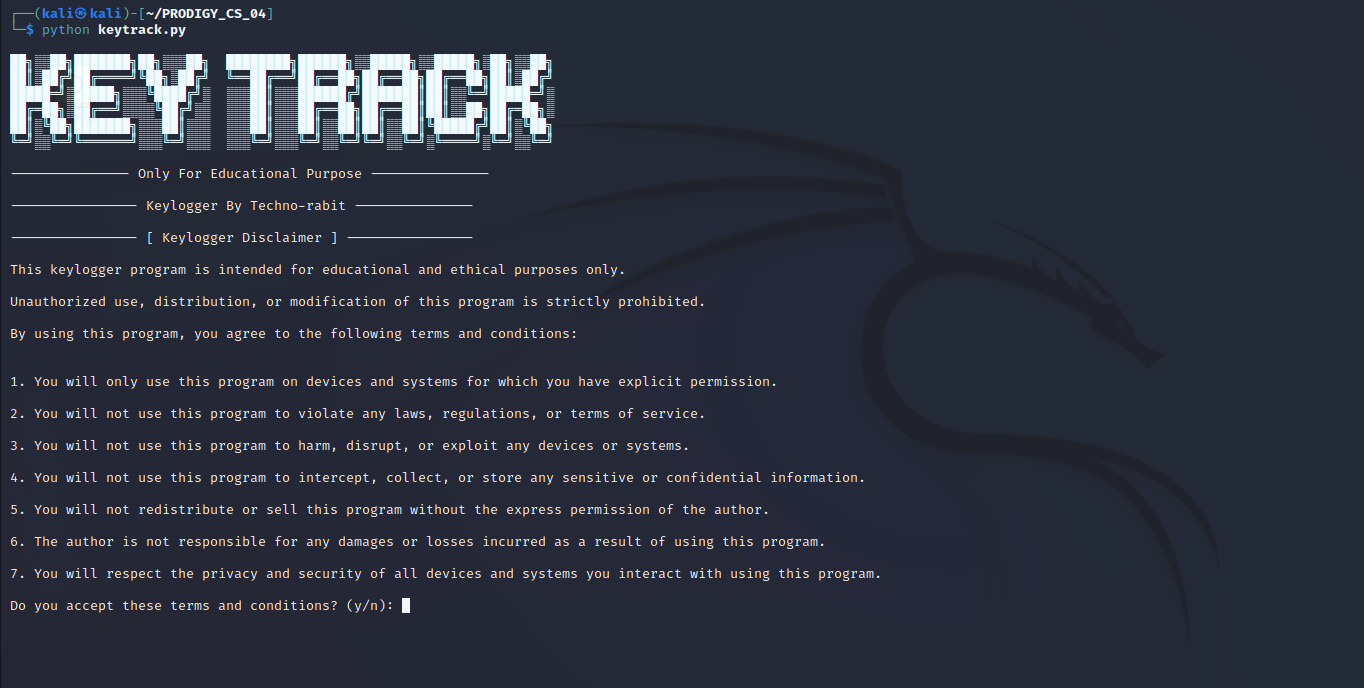 ┌──(kali㉿kali)-[~/PRODIGY_CS_04]
└─$ python keytrack.py
KEY TRACK
─────────────── Only For Educational Purpose ───────────────
──────────────── Keylogger By Techno-rabit ───────────────
──────────────── [ Keylogger Disclaimer ] ────────────────
This keylogger program is intended for educational and ethical purposes only.
Unauthorized use, distribution, or modification of this program is strictly prohibited.
By using this program, you agree to the following terms and conditions:
1. You will only use this program on devices and systems for which you have explicit permission.
2. You will not use this program to violate any laws, regulations, or terms of service.
3. You will not use this program to harm, disrupt, or exploit any devices or systems.
4. You will not use this program to intercept, collect, or store any sensitive or confidential information.
5. You will not redistribute or sell this program without the express permission of the author.
6. The author is not responsible for any damages or losses incurred as a result of using this program.
7. You will respect the privacy and security of all devices and systems you interact with using this program.
Do you accept these terms and conditions? (y/n):